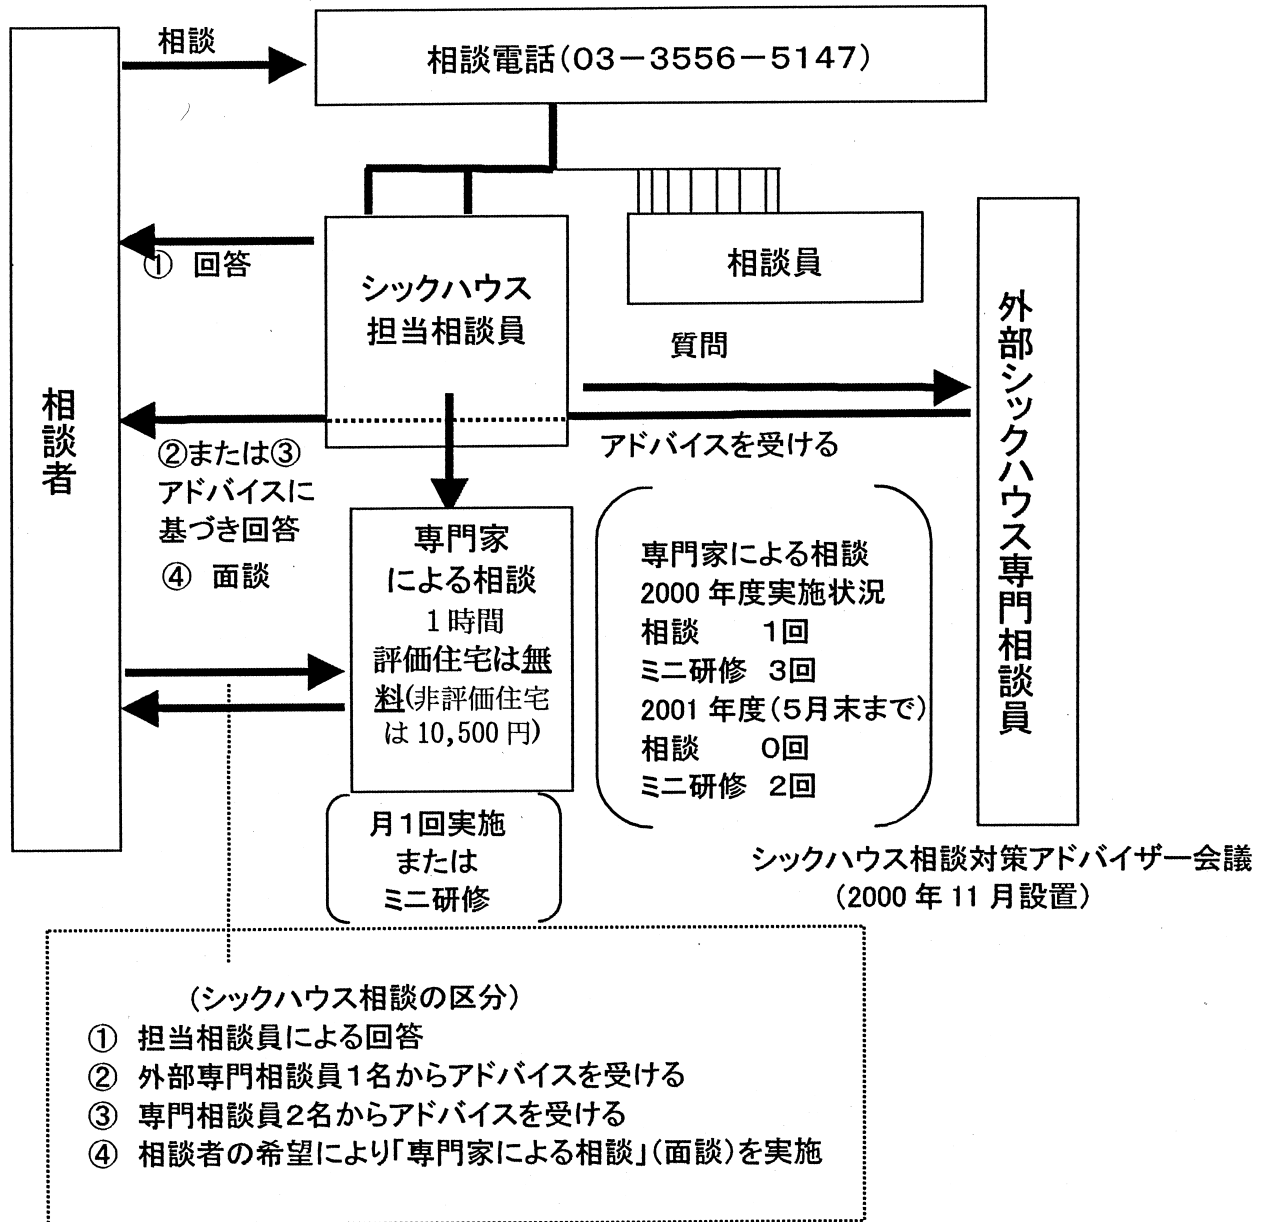 相談
相談電話(03－3556－5147)
① 回答
シックハウス
担当相談員
相談員
質問
アドバイスを受ける
相談者
②または③
アドバイスに
基づき回答
④ 面談
専門家
による相談
1時間
評価住宅は無
料(非評価住宅
は10,500円)
月1回実施
または
ミニ研修
専門家による相談
2000年度実施状況
相談 1回
ミニ研修 3回
2001年度(5月末まで)
相談 0回
ミニ研修 2回
外部シックハウス専門相談員
シックハウス相談対策アドバイザー会議
(2000年11月設置)
(シックハウス相談の区分)
① 担当相談員による回答
② 外部専門相談員1名からアドバイスを受ける
③ 専門相談員2名からアドバイスを受ける
④ 相談者の希望により「専門家による相談」(面談)を実施